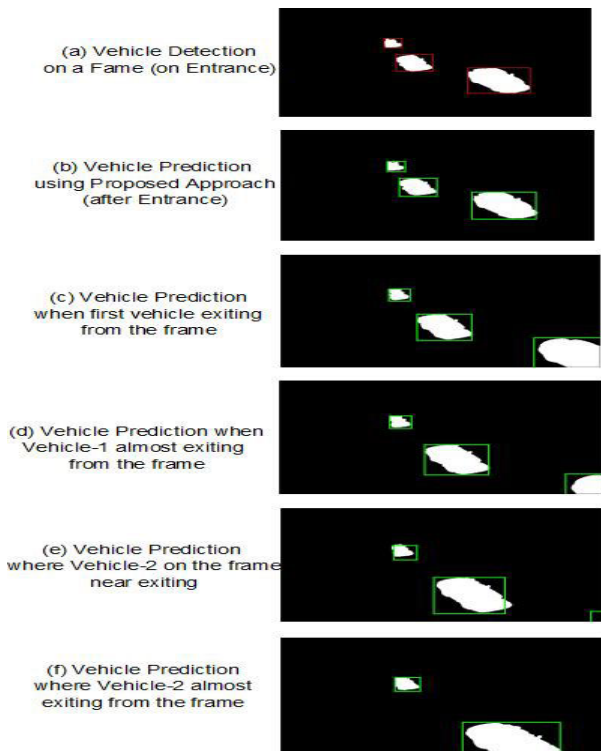 (a) Vehicle Detection
on a Fame (on Entrance)
(b) Vehicle Prediction
using Proposed Approach
(after Entrance)
(c) Vehicle Prediction
when first vehicle exiting
from the frame
(d) Vehicle Prediction when
Vehicle-1 almost exiting
from the frame
(e) Vehicle Prediction
where Vehicle-2 on the frame
near exiting
(f) Vehicle Prediction
where Vehicle-2 almost
exiting from the frame